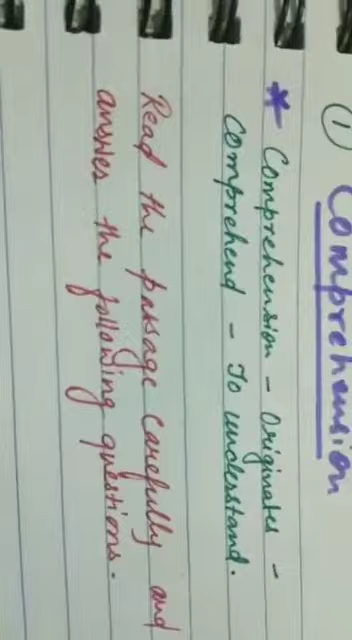 ① Comprehension
* Comprehension - Originates -
Comprehend - To understand.
Read the passage carefully and
answer the following questions.